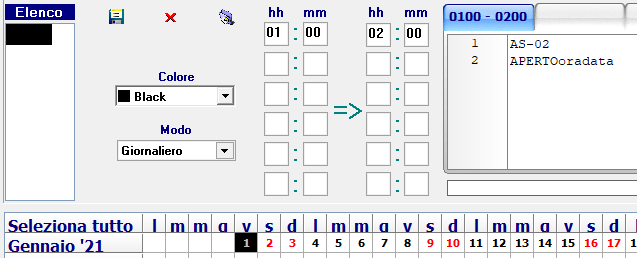 Elenco
hh mm hh mm
01 : 00 02 : 00
=>
Colore
Black
Modo
Giornaliero
0100 - 0200
1 AS-02
2 APERTOoradata
Seleziona tutto l m m g v s d l m m g v s d l m m g v s d
Gennaio '21 1 2 3 4 5 6 7 8 9 10 11 12 13 14 15 16 17